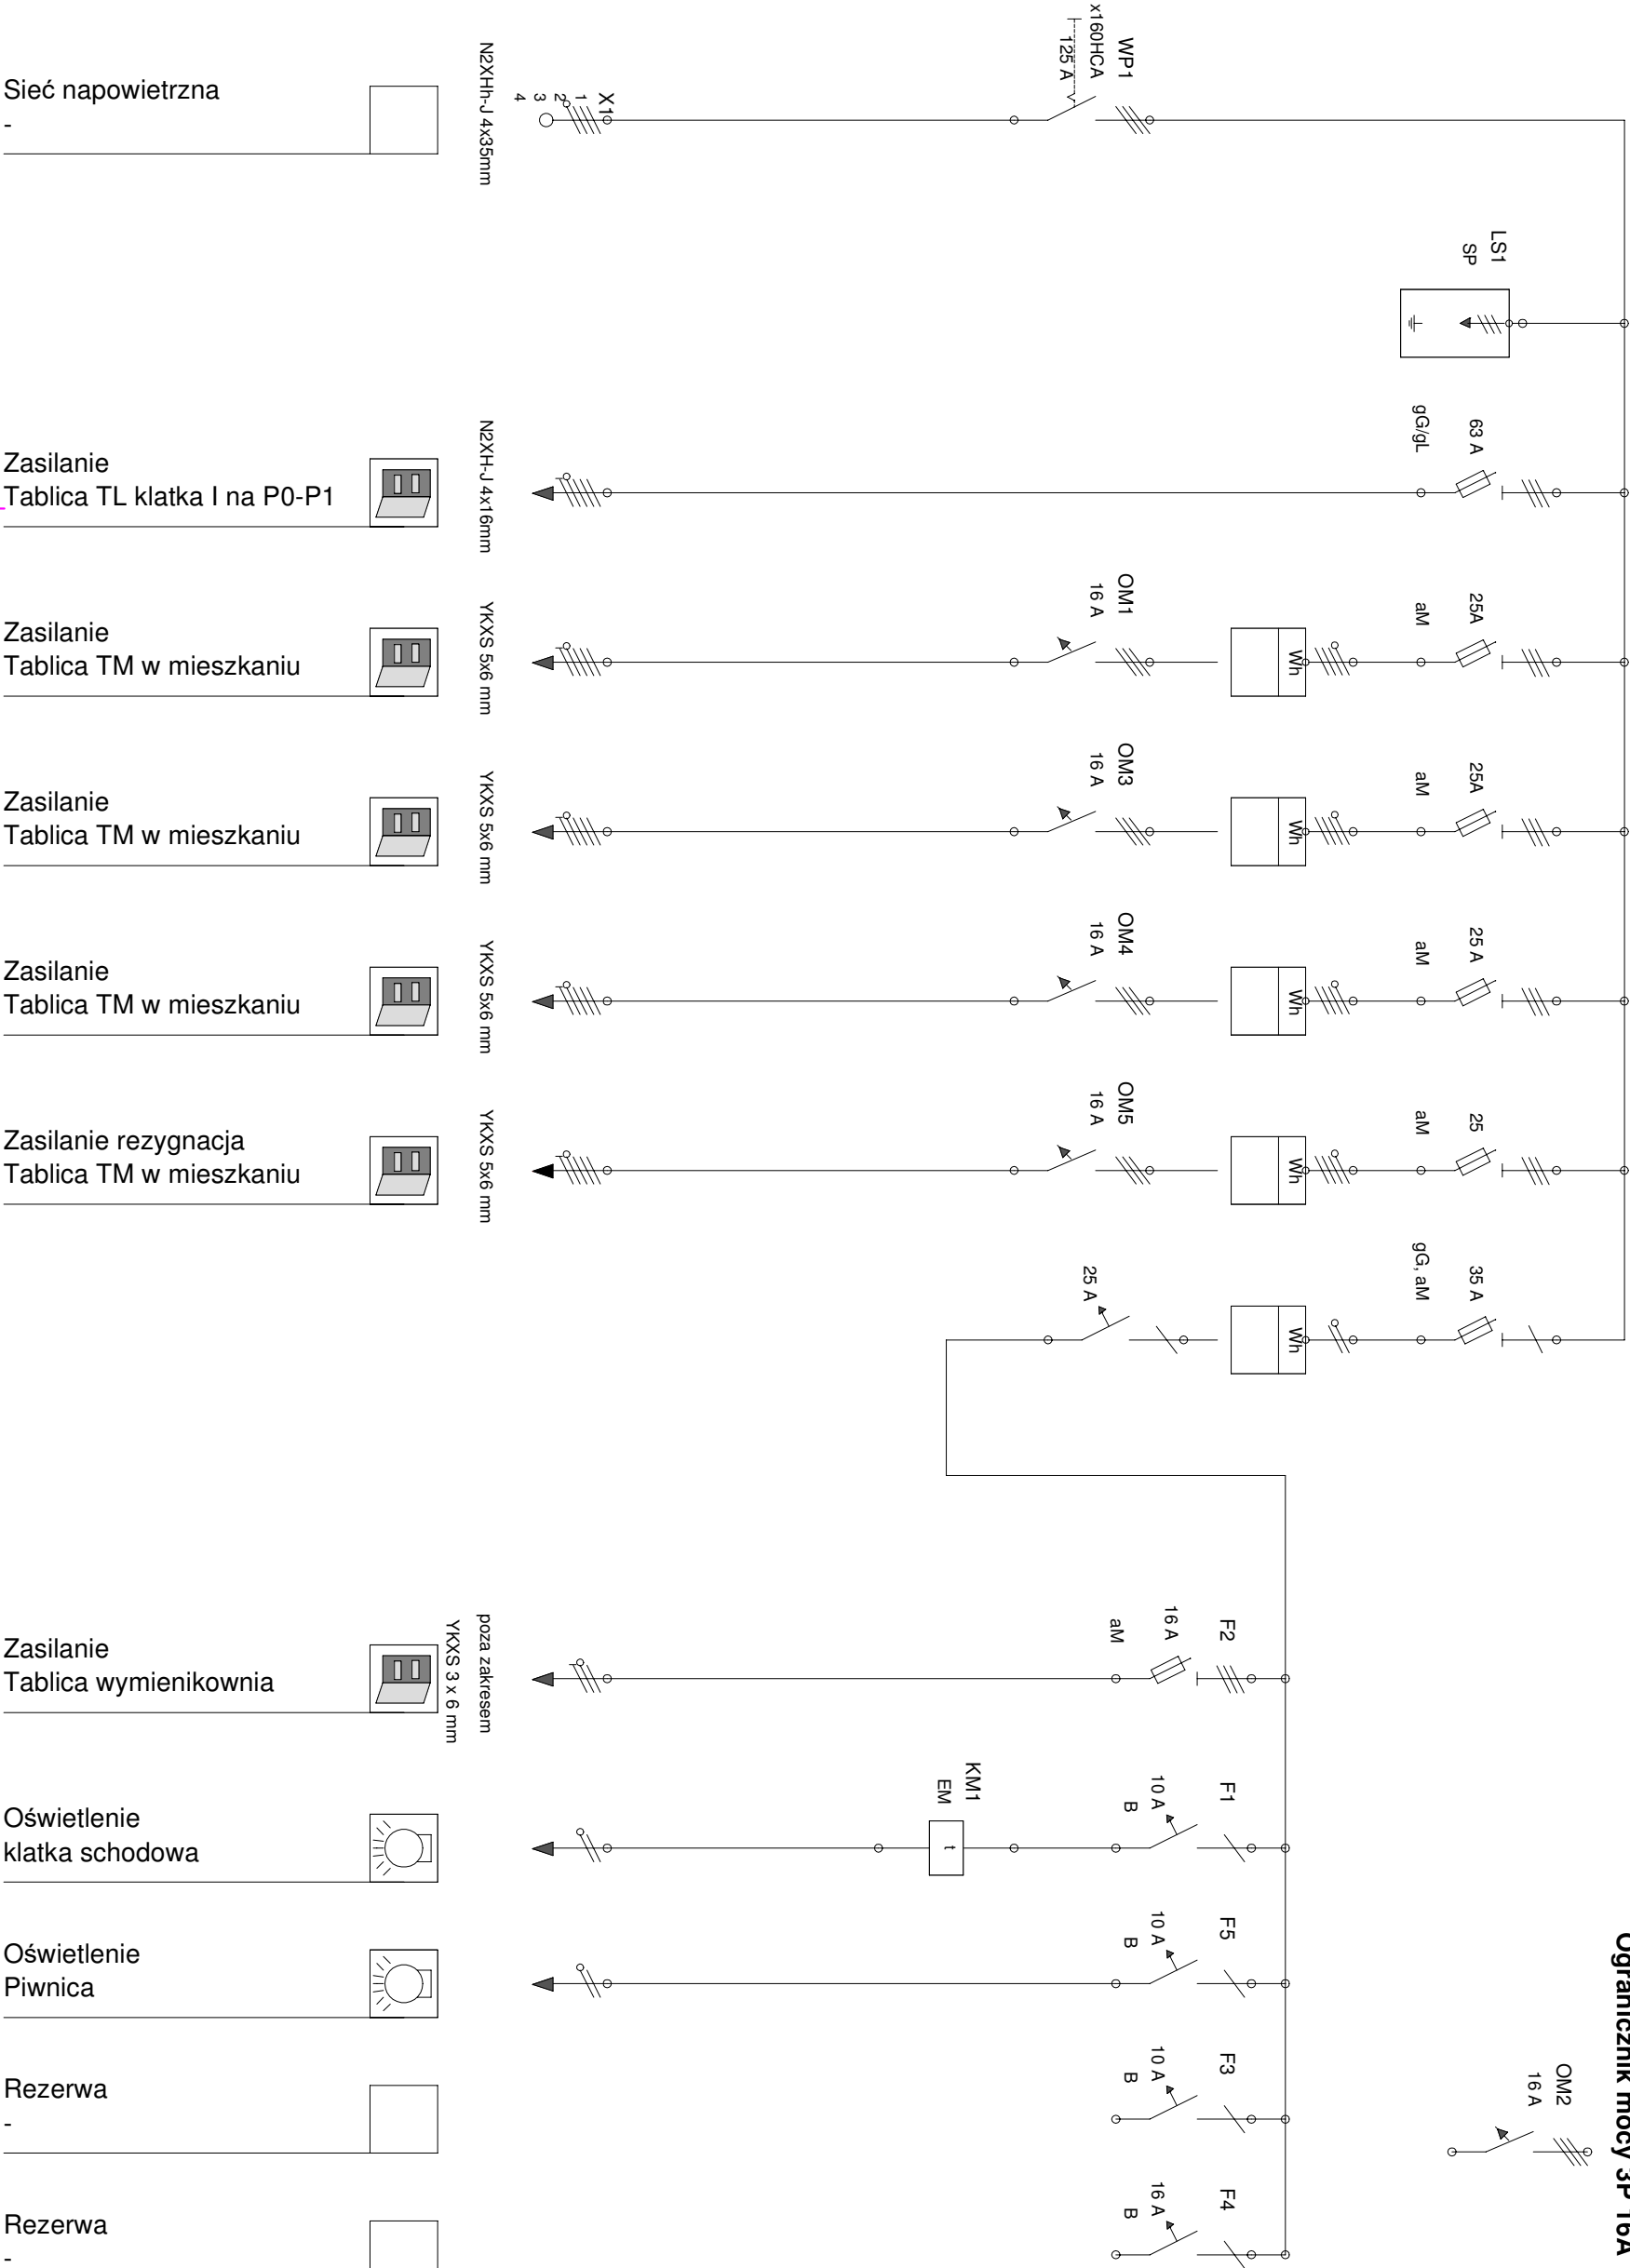 WP1
x160HCA
125 A
X1
1
2
3
4
N2XHh-J 4x35mm
Sieć napowietrzna
-
LS1
SP
63 A
gG/gL
N2XH-J 4x16mm
Zasilanie
Tablica TL klatka I na P0-P1
25A
aM
Wh
OM1
16 A
YKXS 5x6 mm
Zasilanie
Tablica TM w mieszkaniu
25A
aM
Wh
OM3
16 A
YKXS 5x6 mm
Zasilanie
Tablica TM w mieszkaniu
25 A
aM
Wh
OM4
16 A
YKXS 5x6 mm
Zasilanie
Tablica TM w mieszkaniu
25
aM
Wh
OM5
16 A
YKXS 5x6 mm
Zasilanie rezygnacja
Tablica TM w mieszkaniu
35 A
gG, aM
Wh
25 A
F2
16 A
aM
poza zakresem
YKXS 3 x 6 mm
Zasilanie
Tablica wymienikownia
F1
10 A
B
KM1
EM
t
Oświetlenie
klatka schodowa
F5
10 A
B
Oświetlenie
Piwnica
F3
10 A
B
Rezerwa
-
F4
16 A
B
Rezerwa
-
Ogranicznik mocy 3P 16A
OM2
16 A